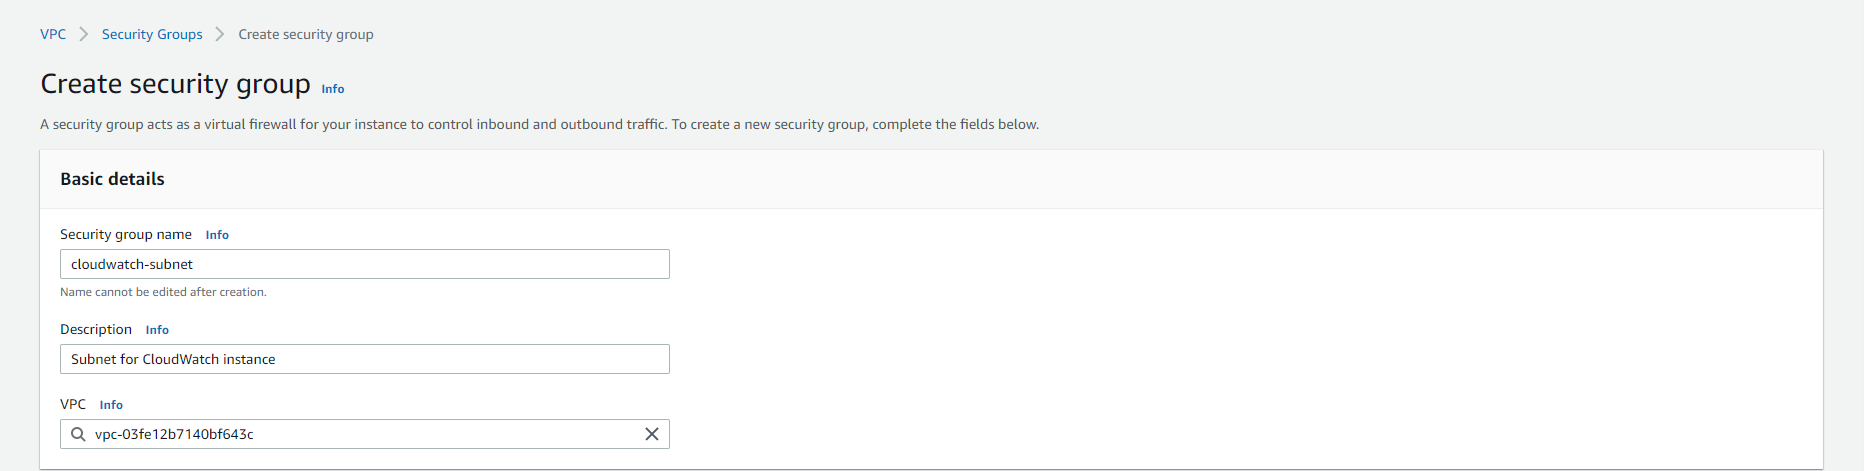 VPC > Security Groups > Create security group
Create security group Info
A security group acts as a virtual firewall for your instance to control inbound and outbound traffic. To create a new security group, complete the fields below.
Basic details
Security group name Info
cloudwatch-subnet
Name cannot be edited after creation.
Description Info
Subnet for CloudWatch instance
VPC Info
vpc-03fe12b7140bf643c